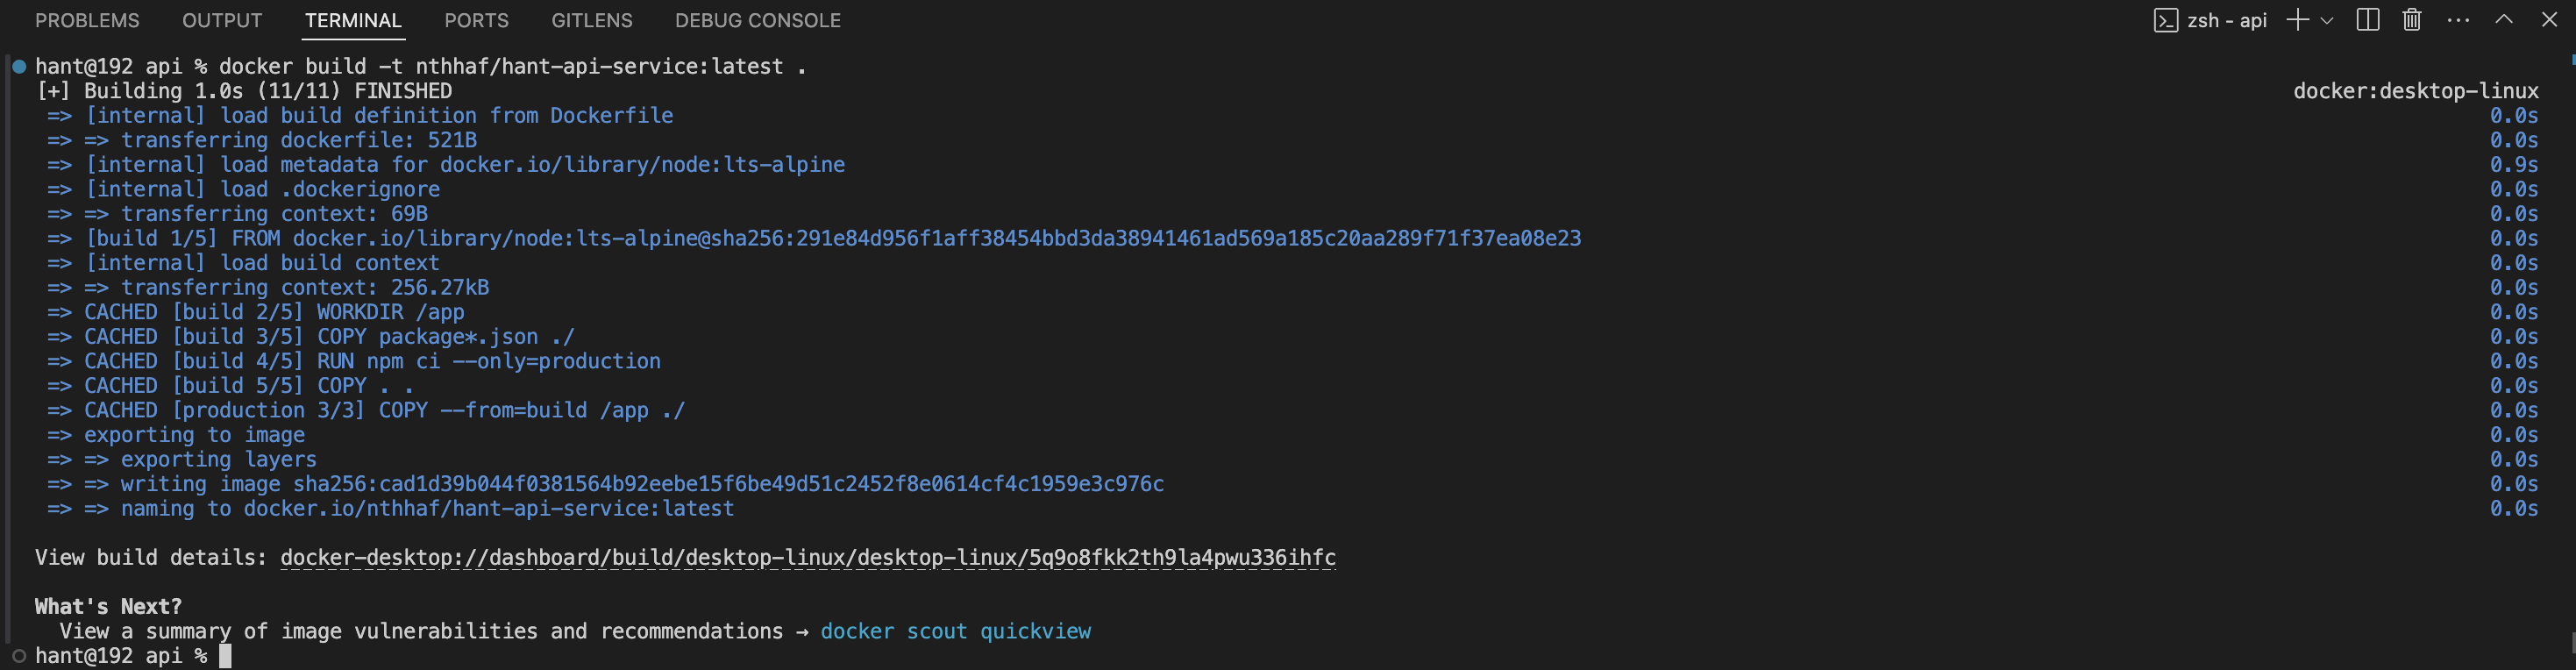 PROBLEMS OUTPUT TERMINAL PORTS GITLENS DEBUG CONSOLE zsh - api
hant@192 api % docker build -t nthhaf/hant-api-service:latest .
[+] Building 1.0s (11/11) FINISHED docker:desktop-linux
=> [internal] load build definition from Dockerfile 0.0s
=> => transferring dockerfile: 521B 0.0s
=> [internal] load metadata for docker.io/library/node:lts-alpine 0.9s
=> [internal] load .dockerignore 0.0s
=> => transferring context: 69B 0.0s
=> [build 1/5] FROM docker.io/library/node:lts-alpine@sha256:291e84d956f1aff38454bbd3da38941461ad569a185c20aa289f71f37ea08e23 0.0s
=> [internal] load build context 0.0s
=> => transferring context: 256.27kB 0.0s
=> CACHED [build 2/5] WORKDIR /app 0.0s
=> CACHED [build 3/5] COPY package*.json ./ 0.0s
=> CACHED [build 4/5] RUN npm ci --only=production 0.0s
=> CACHED [build 5/5] COPY . . 0.0s
=> CACHED [production 3/3] COPY --from=build /app ./ 0.0s
=> exporting to image 0.0s
=> => exporting layers 0.0s
=> => writing image sha256:cad1d39b044f0381564b92eebe15f6be49d51c2452f8e0614cf4c1959e3c976c 0.0s
=> => naming to docker.io/nthhaf/hant-api-service:latest 0.0s
View build details: docker-desktop://dashboard/build/desktop-linux/desktop-linux/5q9o8fkk2th9la4pwu336ihfc
What's Next?
View a summary of image vulnerabilities and recommendations → docker scout quickview
hant@192 api %